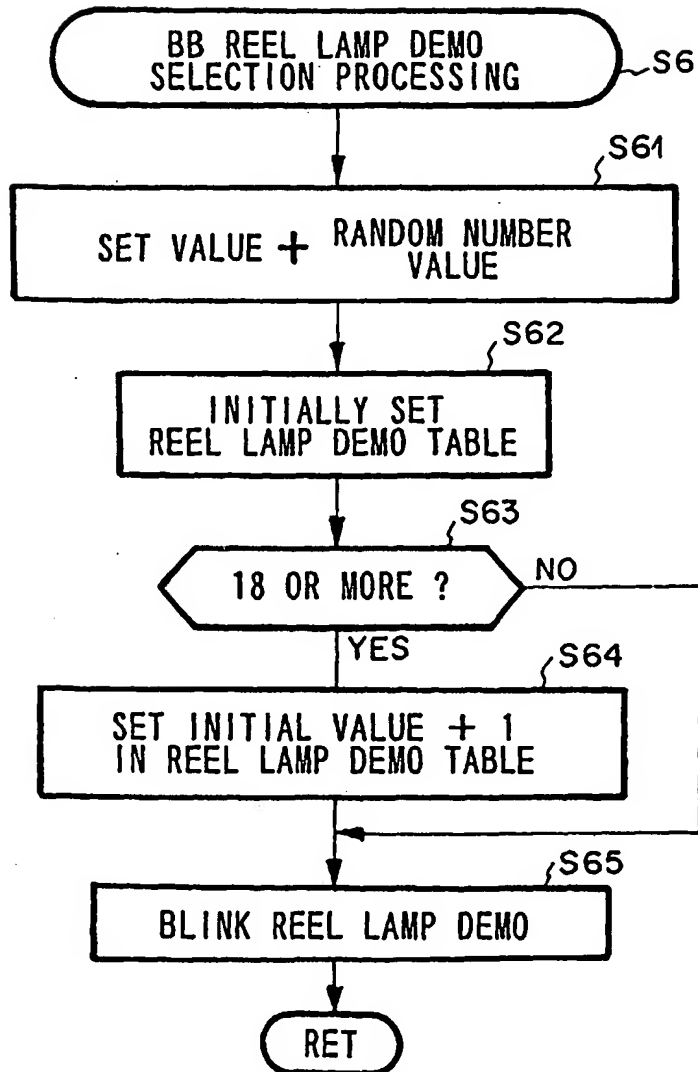 BB REEL LAMP DEMO
SELECTION PROCESSING
S6
S61
SET VALUE + RANDOM NUMBER
VALUE
S62
INITIALLY SET
REEL LAMP DEMO TABLE
S63
18 OR MORE ?
NO
YES
S64
SET INITIAL VALUE + 1
IN REEL LAMP DEMO TABLE
S65
BLINK REEL LAMP DEMO
RET